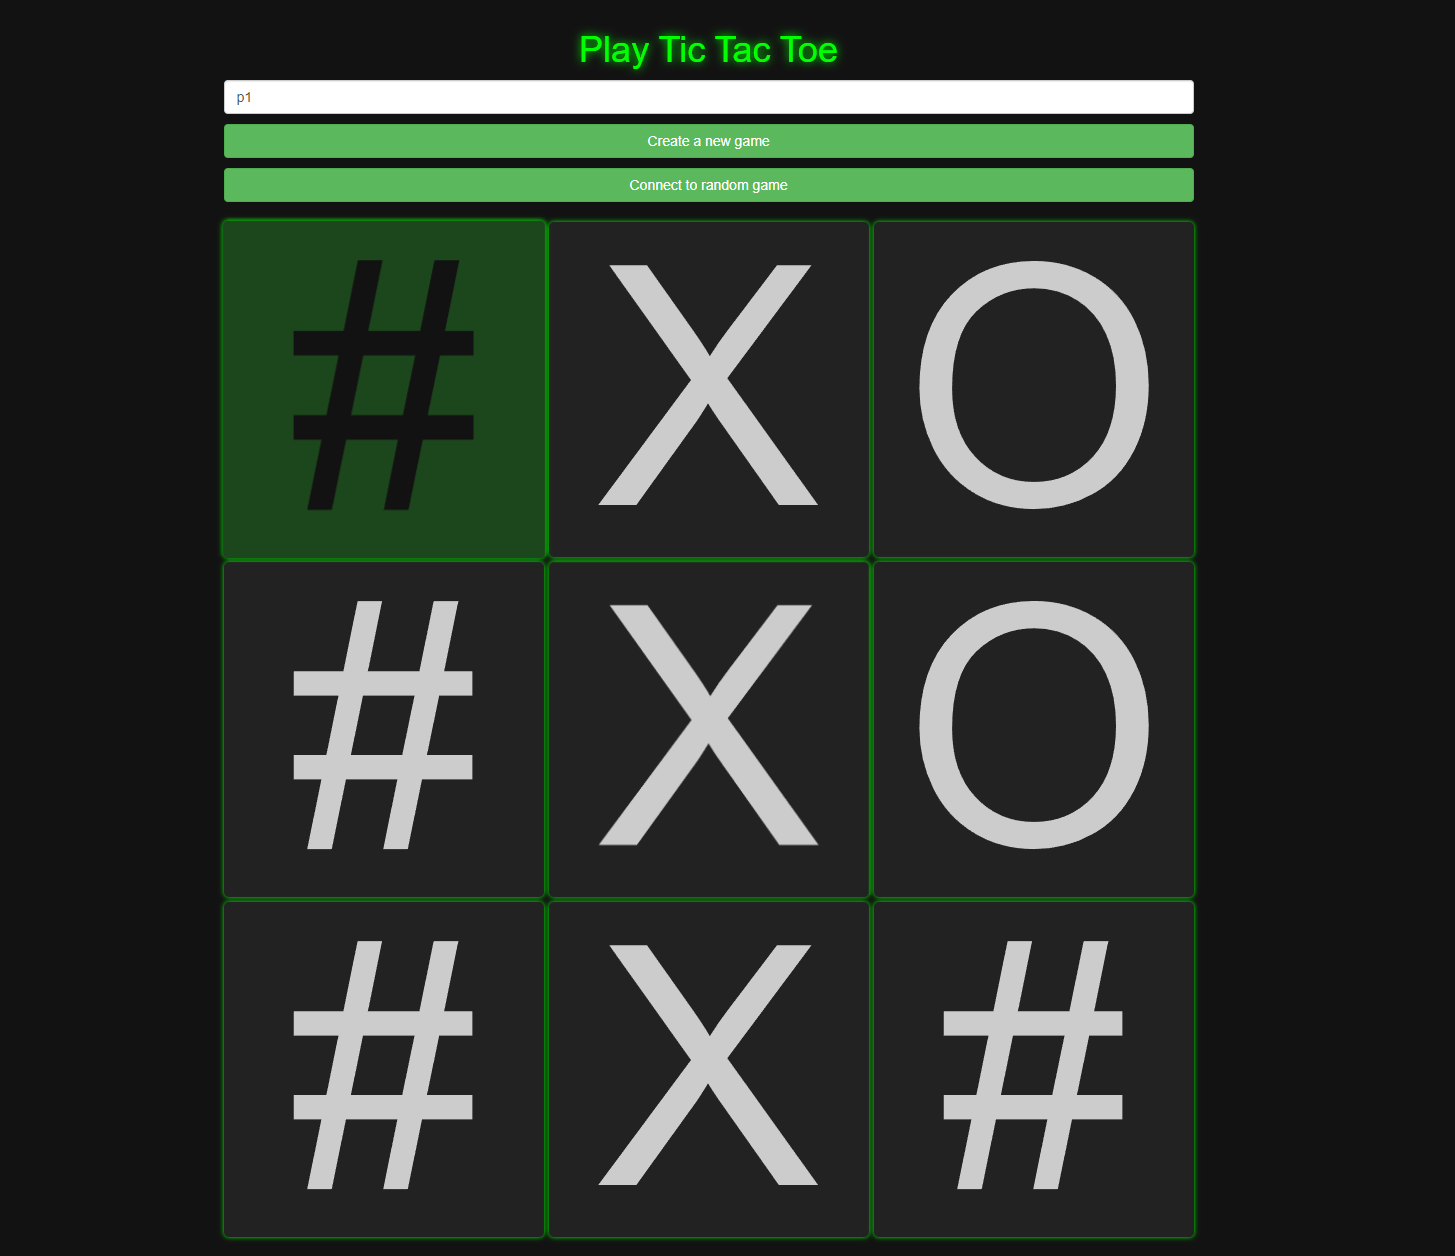 Play Tic Tac Toe
p1
Create a new game
Connect to random game
# X O
# X O
# X #